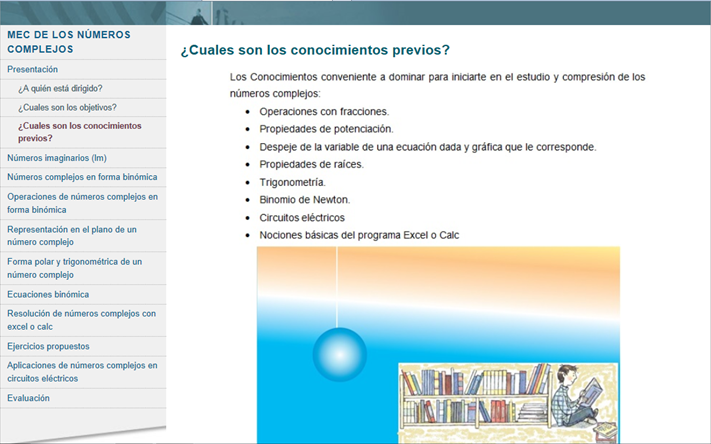 MEC DE LOS NÚMEROS
COMPLEJOS
Presentación
¿A quién está dirigido?
¿Cuales son los objetivos?
¿Cuales son los conocimientos
previos?
Números imaginarios (Im)
Números complejos en forma binómica
Operaciones de números complejos en
forma binómica
Representación en el plano de un
número complejo
Forma polar y trigonométrica de un
número complejo
Ecuaciones binómica
Resolución de números complejos con
excel o calc
Ejercicios propuestos
Aplicaciones de números complejos en
circuitos eléctricos
Evaluación
¿Cuales son los conocimientos previos?
Los Conocimientos conveniente a dominar para iniciarte en el estudio y compresión de los
números complejos:
• Operaciones con fracciones.
• Propiedades de potenciación.
• Despeje de la variable de una ecuación dada y gráfica que le corresponde.
• Propiedades de raíces.
• Trigonometría.
• Binomio de Newton.
• Circuitos eléctricos
• Nociones básicas del programa Excel o Calc